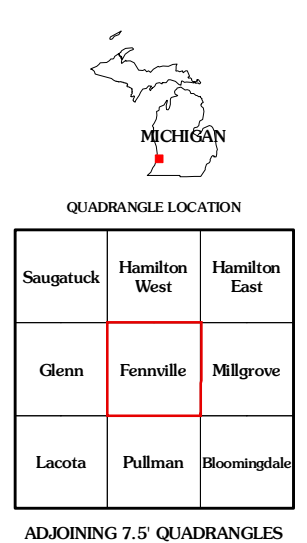 MICHIGAN
QUADRANGLE LOCATION
Saugatuck
Hamilton
West
Hamilton
East
Glenn
Fennville
Millgrove
Lacota
Pullman
Bloomingdale
ADJOINING 7.5' QUADRANGLES